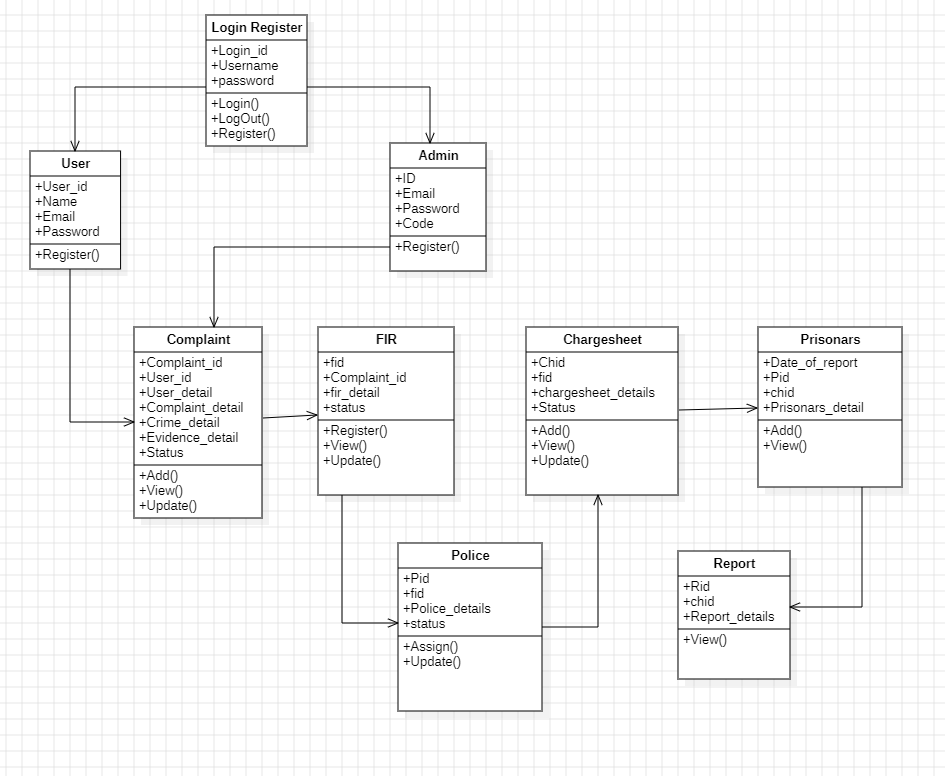 Login Register
+Login_id
+Username
+password
+Login()
+LogOut()
+Register()
User
+User_id
+Name
+Email
+Password
+Register()
Admin
+ID
+Email
+Password
+Code
+Register()
Complaint
+Complaint_id
+User_id
+User_detail
+Complaint_detail
+Crime_detail
+Evidence_detail
+Status
+Add()
+View()
+Update()
FIR
+fid
+Complaint_id
+fir_detail
+status
+Register()
+View()
+Update()
Chargesheet
+Chid
+fid
+chargesheet_details
+Status
+Add()
+View()
+Update()
Prisonars
+Date_of_report
+Pid
+chid
+Prisonars_detail
+Add()
+View()
Police
+Pid
+fid
+Police_details
+status
+Assign()
+Update()
Report
+Rid
+chid
+Report_details
+View()